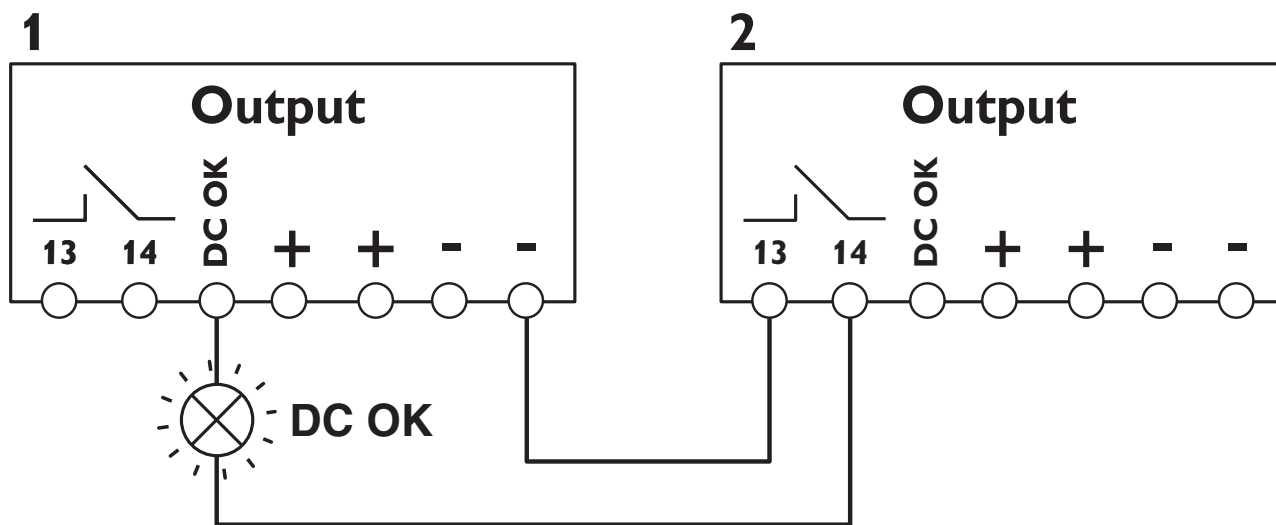 1
Output
DC OK
13 14 + + - -
DC OK
2
Output
DC OK
13 14 + + - -